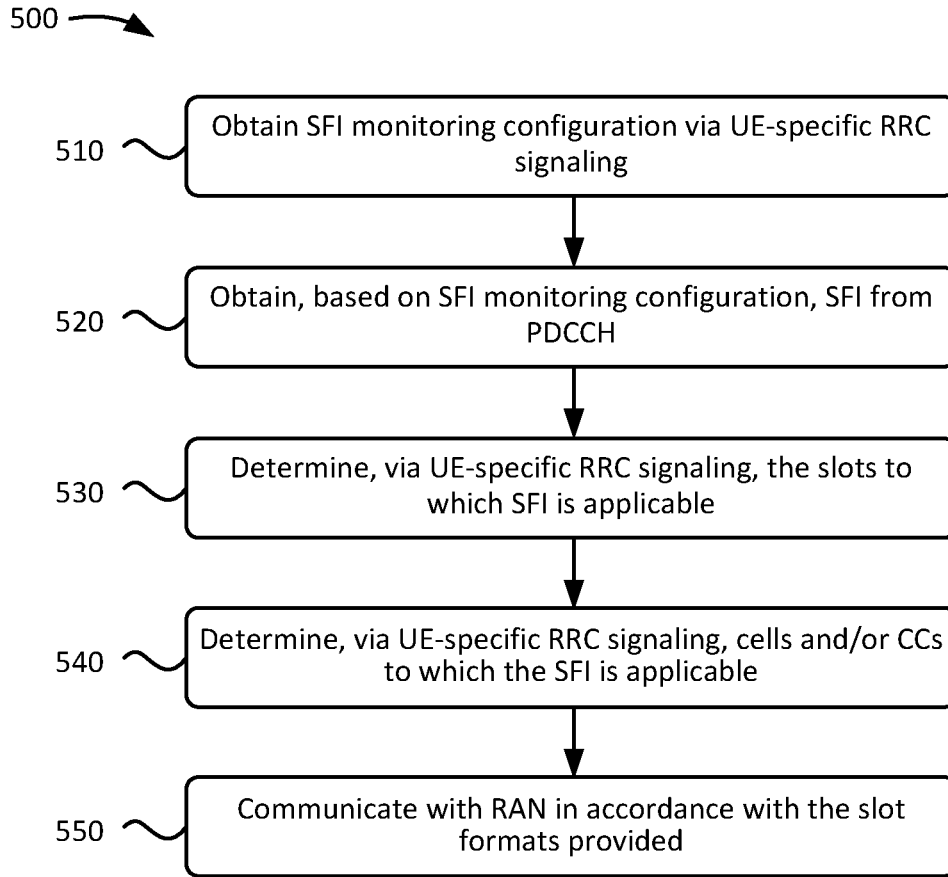 500
510
Obtain SFI monitoring configuration via UE-specific RRC
signaling
520
Obtain, based on SFI monitoring configuration, SFI from
PDCCH
530
Determine, via UE-specific RRC signaling, the slots to
which SFI is applicable
540
Determine, via UE-specific RRC signaling, cells and/or CCs
to which the SFI is applicable
550
Communicate with RAN in accordance with the slot
formats provided